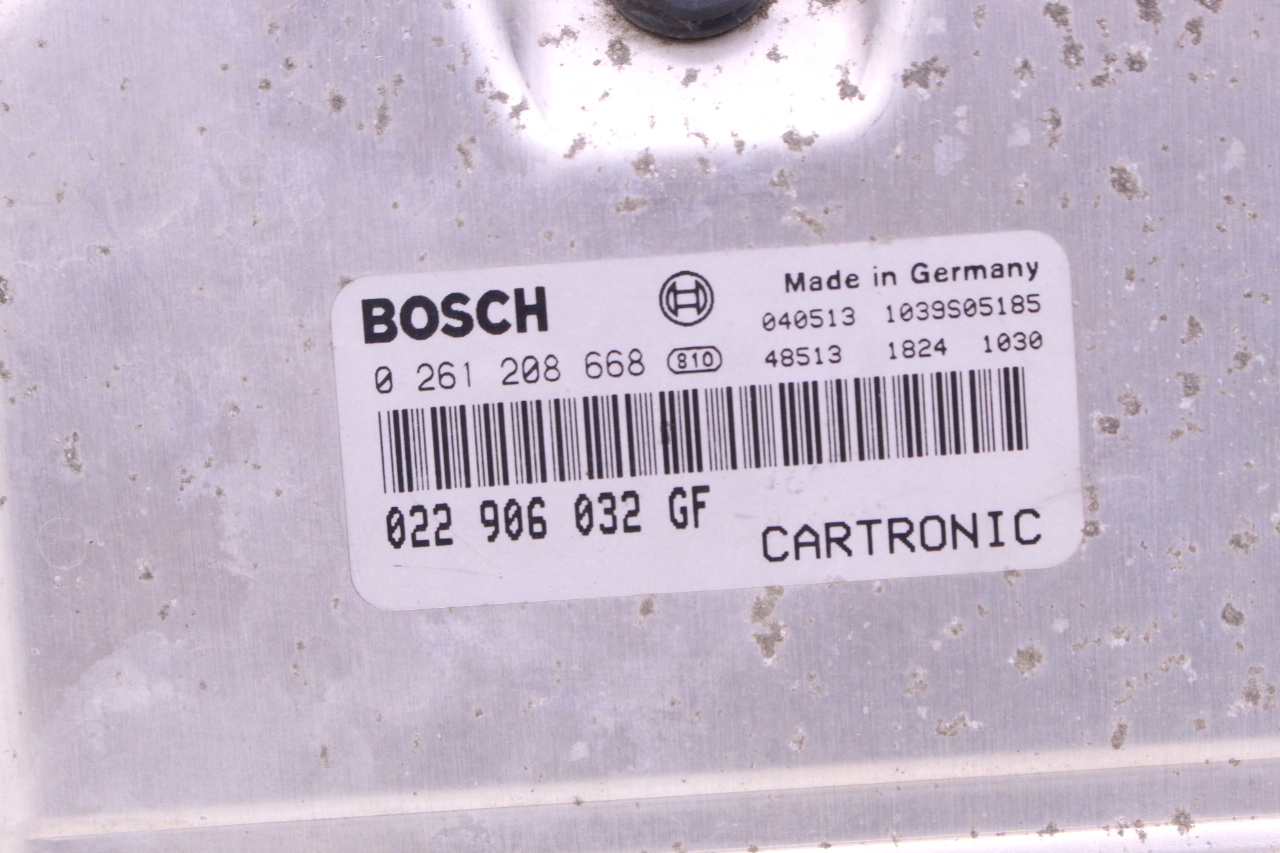 BOSCH
Made in Germany
040513 1039S05185
0 261 208 668 810
48513 1824 1030
022 906 032 GF
CARTRONIC